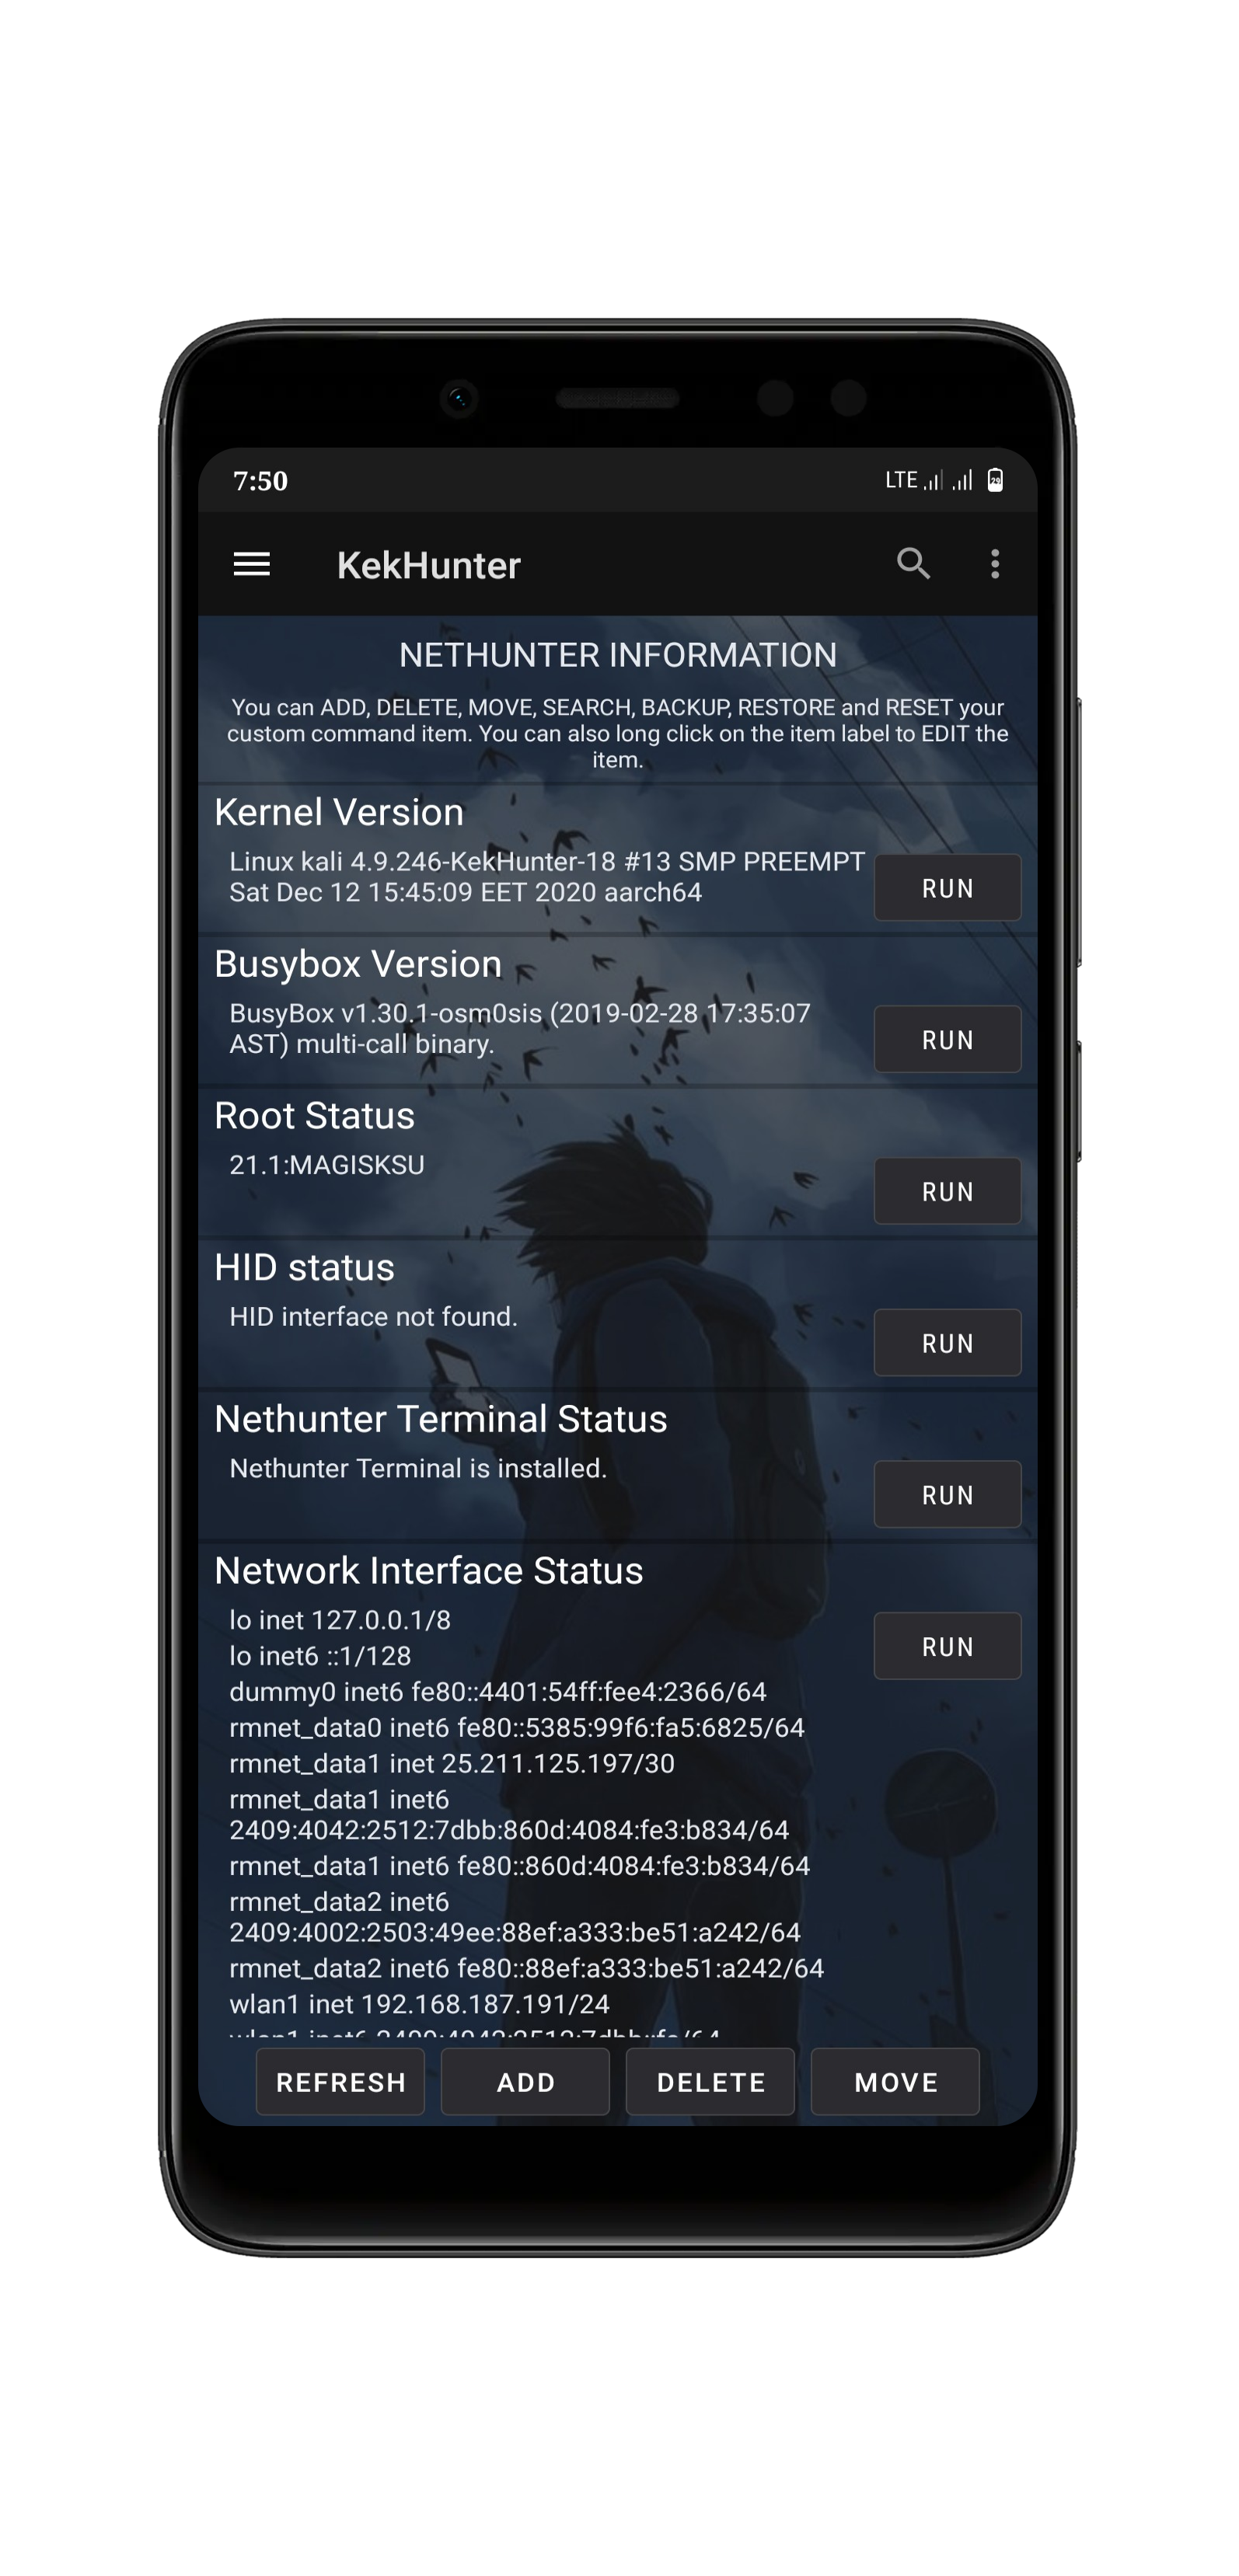 7:50
LTE
29
KekHunter
NETHUNTER INFORMATION
You can ADD, DELETE, MOVE, SEARCH, BACKUP, RESTORE and RESET your
custom command item. You can also long click on the item label to EDIT the
item.
Kernel Version
Linux kali 4.9.246-KekHunter-18 #13 SMP PREEMPT
Sat Dec 12 15:45:09 EET 2020 aarch64
RUN
Busybox Version
BusyBox v1.30.1-osm0sis (2019-02-28 17:35:07
AST) multi-call binary.
RUN
Root Status
21.1:MAGISKSU
RUN
HID status
HID interface not found.
RUN
Nethunter Terminal Status
Nethunter Terminal is installed.
RUN
Network Interface Status
lo inet 127.0.0.1/8
RUN
lo inet6 ::1/128
dummy0 inet6 fe80::4401:54ff:fee4:2366/64
rmnet_data0 inet6 fe80::5385:99f6:fa5:6825/64
rmnet_data1 inet 25.211.125.197/30
rmnet_data1 inet6
2409:4042:2512:7dbb:860d:4084:fe3:b834/64
rmnet_data1 inet6 fe80::860d:4084:fe3:b834/64
rmnet_data2 inet6
2409:4002:2503:49ee:88ef:a333:be51:a242/64
rmnet_data2 inet6 fe80::88ef:a333:be51:a242/64
wlan1 inet 192.168.187.191/24
wlan1 inet6
REFRESH ADD DELETE MOVE